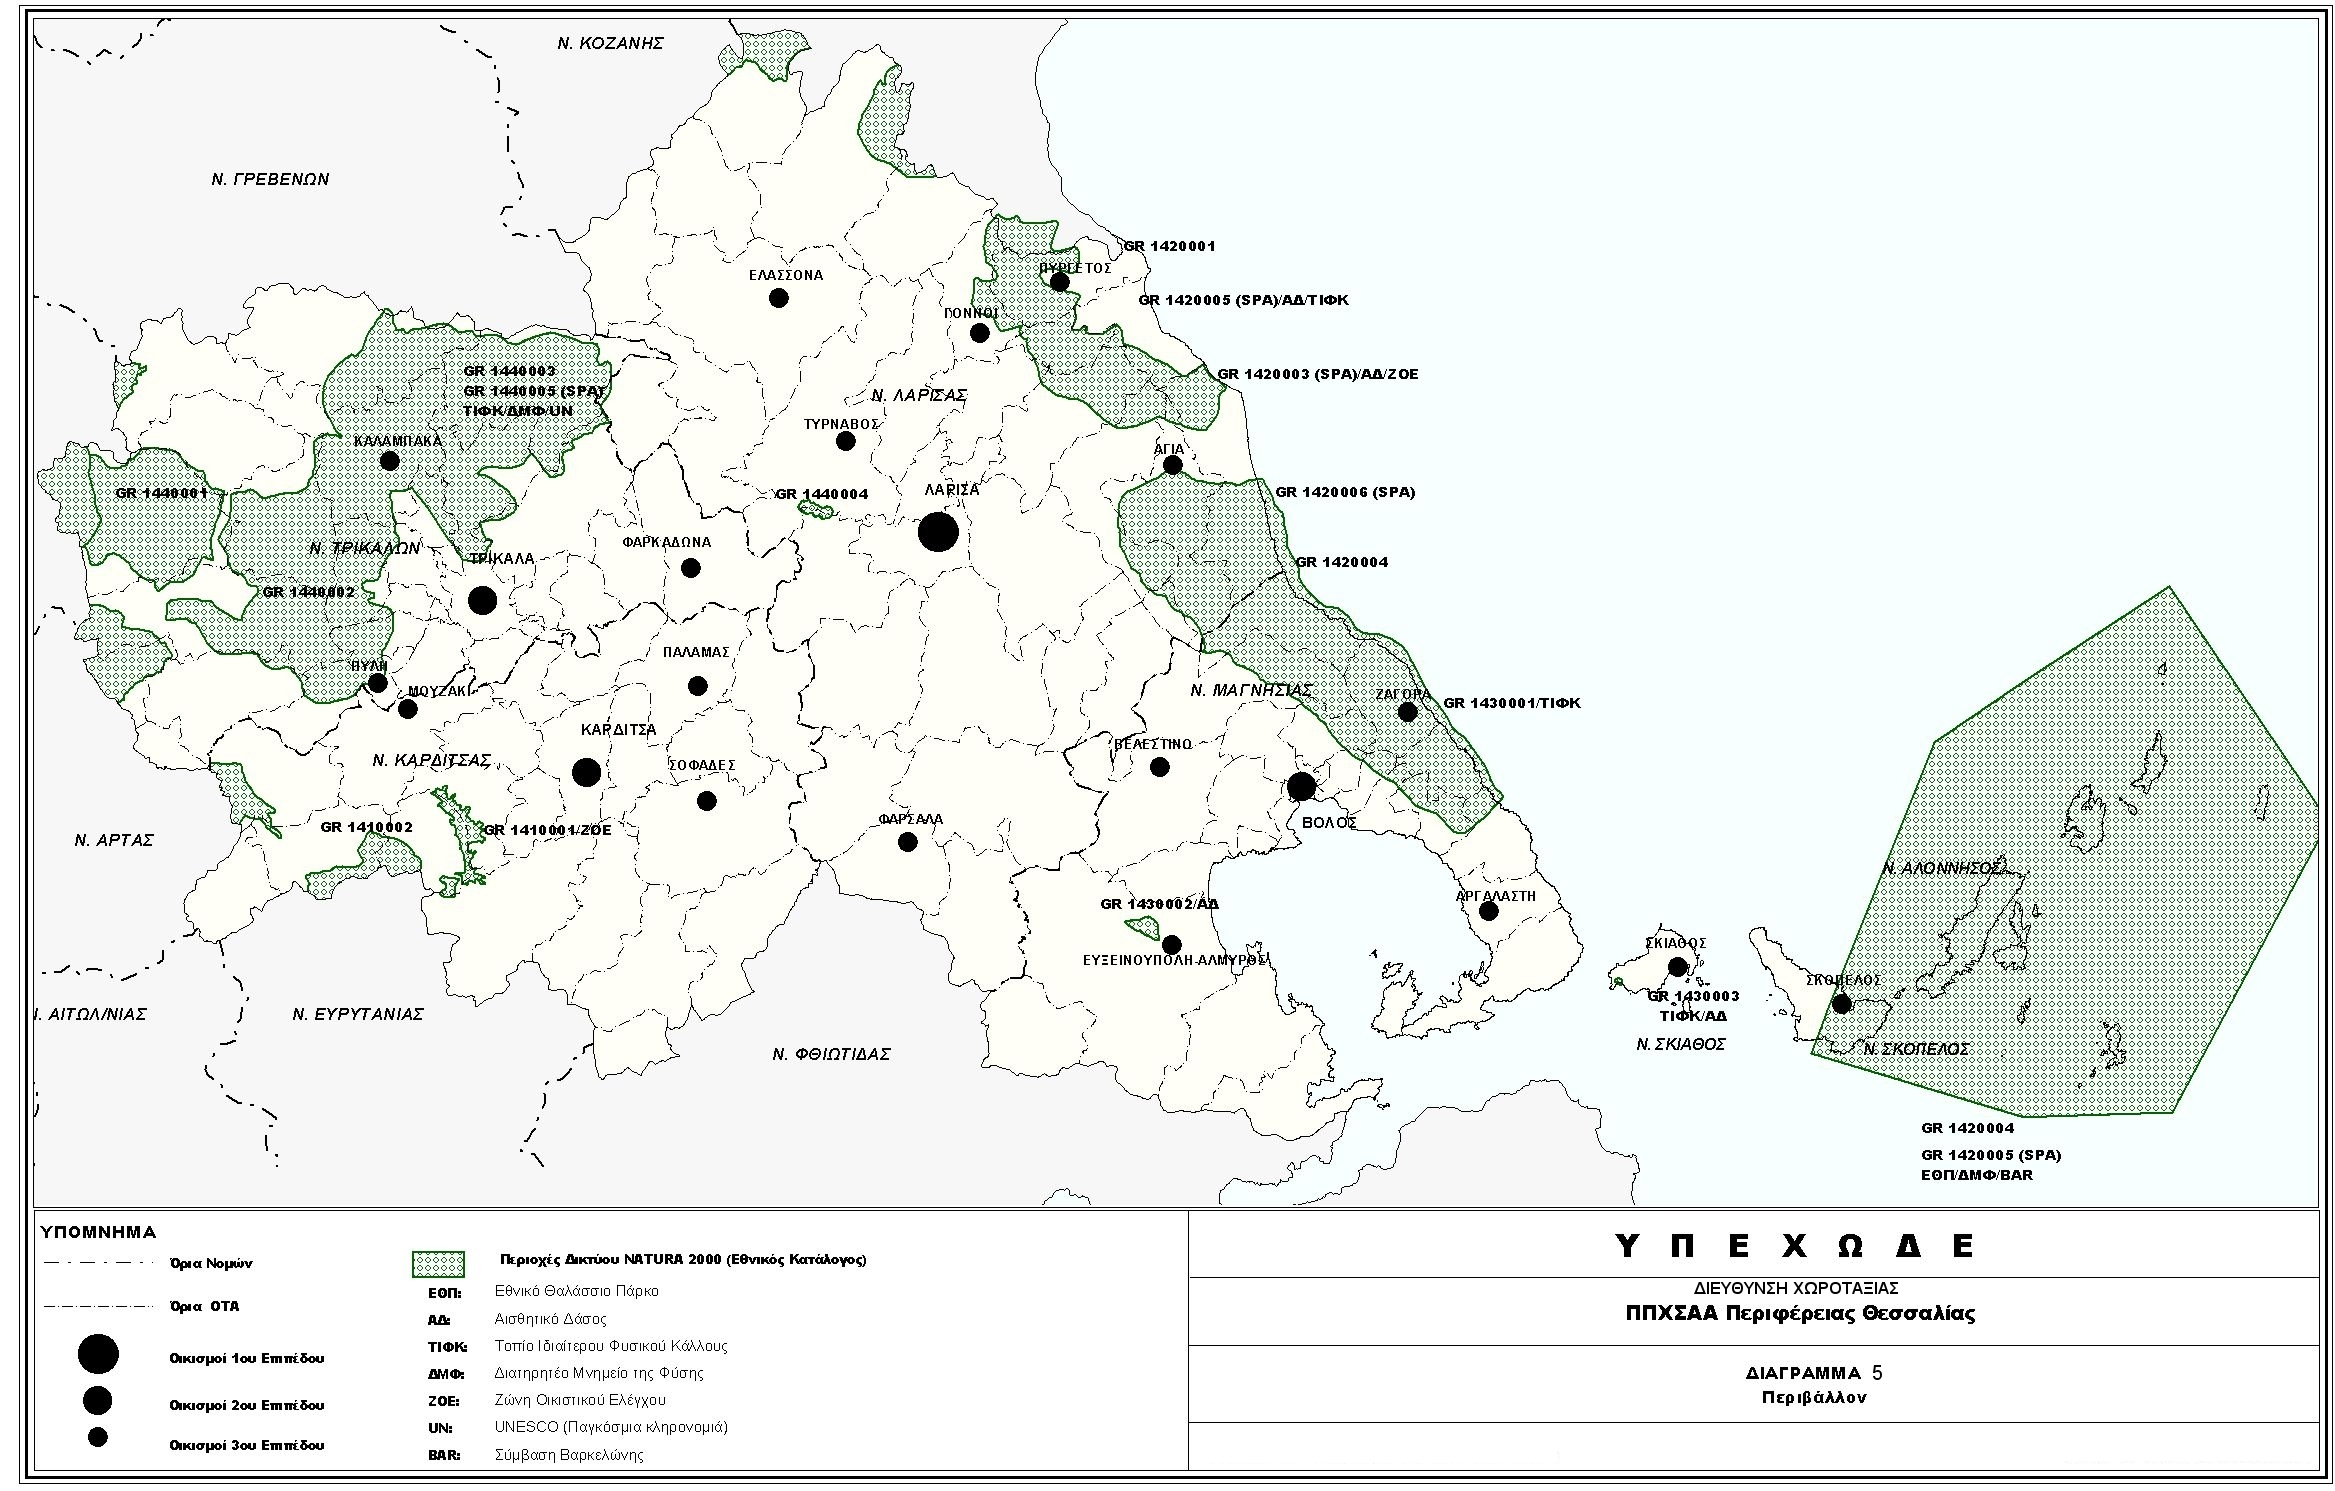 Ν. ΚΟΖΑΝΗΣ
Ν. ΓΡΕΒΕΝΩΝ
GR 1420001
ΠΥΡΓΕΤΟΣ
ΕΛΑΣΣΟΝΑ
GR 1420005 (SPA)/ΑΔ/ΤΙΦΚ
ΓΟΝΝΟΙ
GR 1440003
GR 1440005 (SPA)
ΤΙΦΚ/ΔΜΦ/UN
GR 1420003 (SPA)/ΑΔ/ΖΟΕ
Ν. ΛΑΡΙΣΑΣ
ΤΥΡΝΑΒΟΣ
ΚΑΛΑΜΠΑΚΑ
ΑΓΙΑ
GR 1440001
GR 1440004
ΛΑΡΙΣΑ
GR 1420006 (SPA)
Ν. ΤΡΙΚΑΛΩΝ
ΤΡΙΚΑΛΑ
ΦΑΡΚΑΔΩΝΑ
GR 1420004
GR 1440002
ΠΥΛΗ
ΜΟΥΖΑΚΙ
ΠΑΛΑΜΑΣ
Ν. ΜΑΓΝΗΣΙΑΣ
ΖΑΓΟΡΑ
GR 1430001/ΤΙΦΚ
ΚΑΡΔΙΤΣΑ
ΒΕΛΕΣΤΙΝΟ
Ν. ΚΑΡΔΙΤΣΑΣ
ΣΟΦΑΔΕΣ
GR 1410002
GR 1410001/ΖΟΕ
ΦΑΡΣΑΛΑ
ΒΟΛΟΣ
Ν. ΑΡΤΑΣ
Ν. ΑΛΟΝΝΗΣΟΣ
GR 1430002/ΑΔ
ΑΡΓΑΛΑΣΤΗ
ΕΥΞΕΙΝΟΥΠΟΛΗ-ΑΛΜΥΡΟΣ
ΣΚΙΑΘΟΣ
ΣΚΟΠΕΛΟΣ
GR 1430003
ΤΙΦΚ/ΑΔ
Ν. ΣΚΙΑΘΟΣ
Ν. ΣΚΟΠΕΛΟΣ
. ΑΙΤΩΛ/ΝΙΑΣ
Ν. ΕΥΡΥΤΑΝΙΑΣ
Ν. ΦΘΙΩΤΙΔΑΣ
GR 1420004
GR 1420005 (SPA)
ΕΘΠ/ΔΜΦ/BAR
ΥΠΟΜΝΗΜΑ
Όρια Νομών
Όρια ΟΤΑ
Οικισμοί 1ου Επιπέδου
Οικισμοί 2ου Επιπέδου
Οικισμοί 3ου Επιπέδου
Περιοχές Δικτύου NATURA 2000 (Εθνικός Κατάλογος)
ΕΘΠ: Εθνικό Θαλάσσιο Πάρκο
ΑΔ: Αισθητικό Δάσος
ΤΙΦΚ: Τοπίο Ιδιαίτερου Φυσικού Κάλλους
ΔΜΦ: Διατηρητέο Μνημείο της Φύσης
ΖΟΕ: Ζώνη Οικιστικού Ελέγχου
UN: UNESCO (Παγκόσμια κληρονομιά)
BAR: Σύμβαση Βαρκελώνης
Υ Π Ε Χ Ω Δ Ε
ΔΙΕΥΘΥΝΣΗ ΧΩΡΟΤΑΞΙΑΣ
ΠΠΧΣΑΑ Περιφέρειας Θεσσαλίας
ΔΙΑΓΡΑΜΜΑ 5
Περιβάλλον